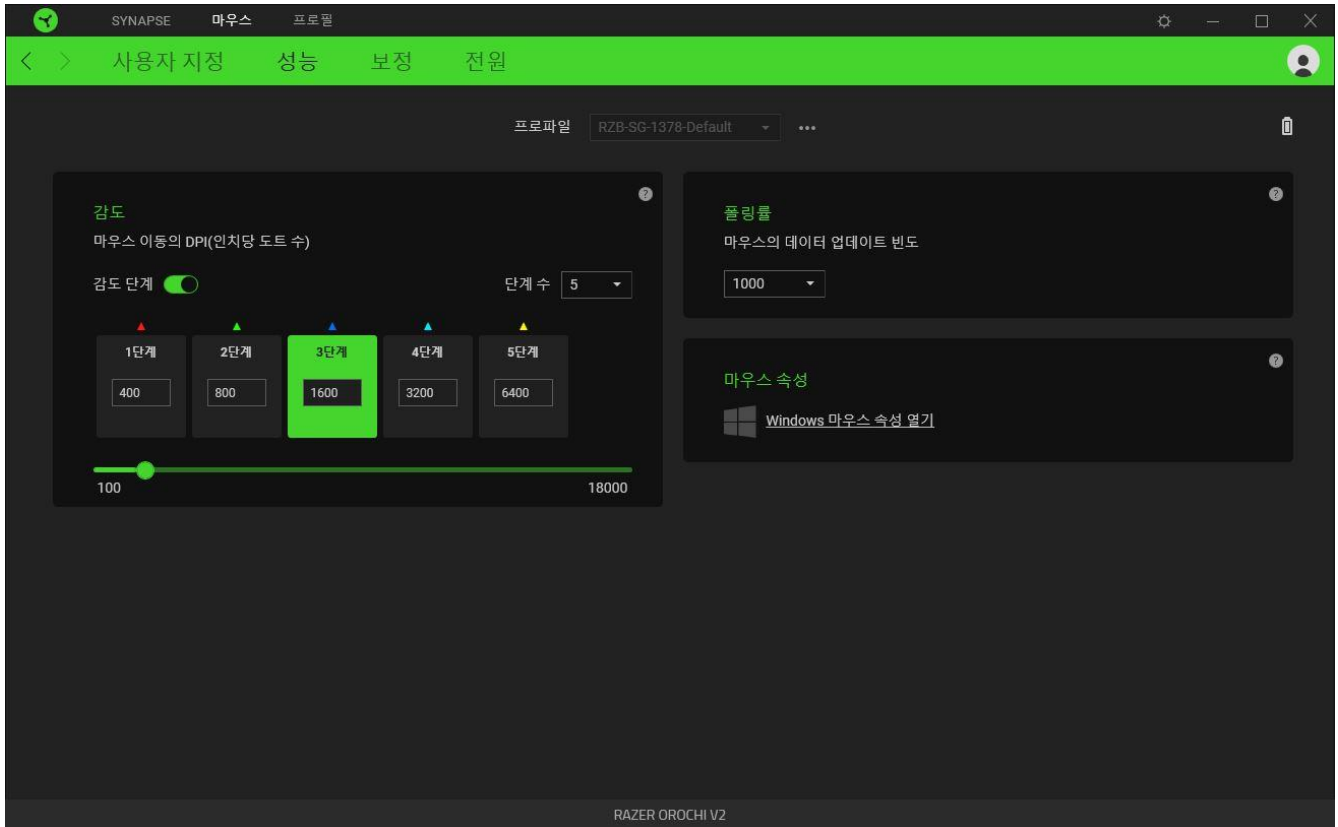 SYNAPSE 마우스 프로필
사용자 지정 성능 보정 전원
프로파일 RZB-SG-1378-Default
감도
마우스 이동의 DPI(인치당 도트 수)
감도 단계 단계 수 5
1단계 2단계 3단계 4단계 5단계
400 800 1600 3200 6400
100 18000
폴링률
마우스의 데이터 업데이트 빈도
1000
마우스 속성
Windows 마우스 속성 열기
RAZER OROCHI V2